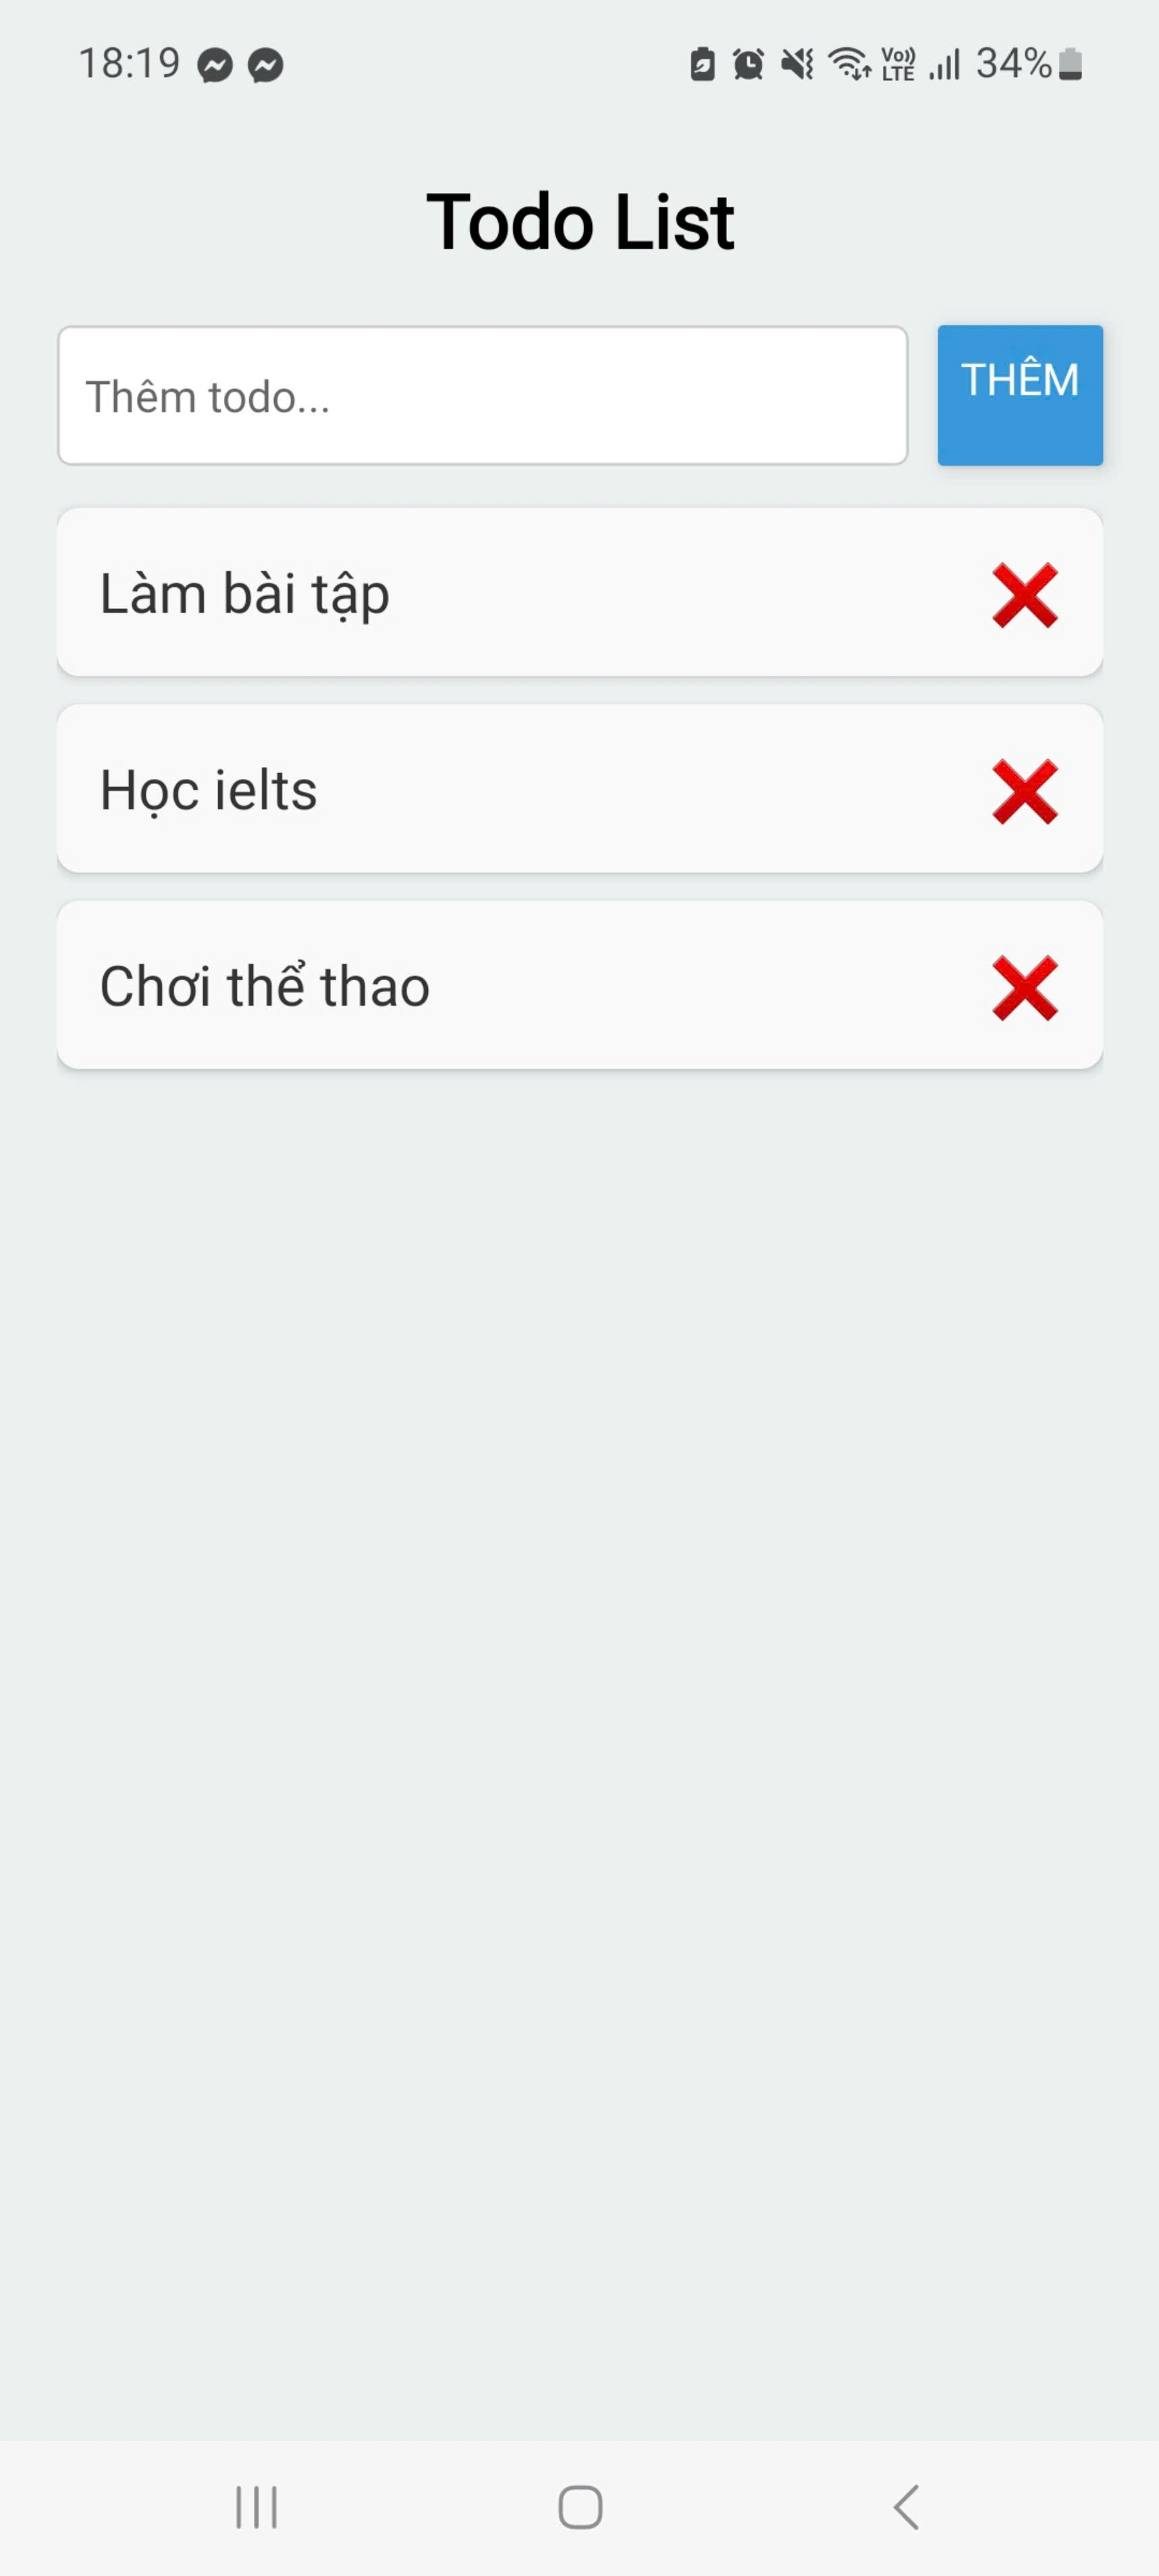 18:19 Vo)) LTE 34%
Todo List
Thêm todo...
THÊM
Làm bài tập
Học ielts
Chơi thể thao